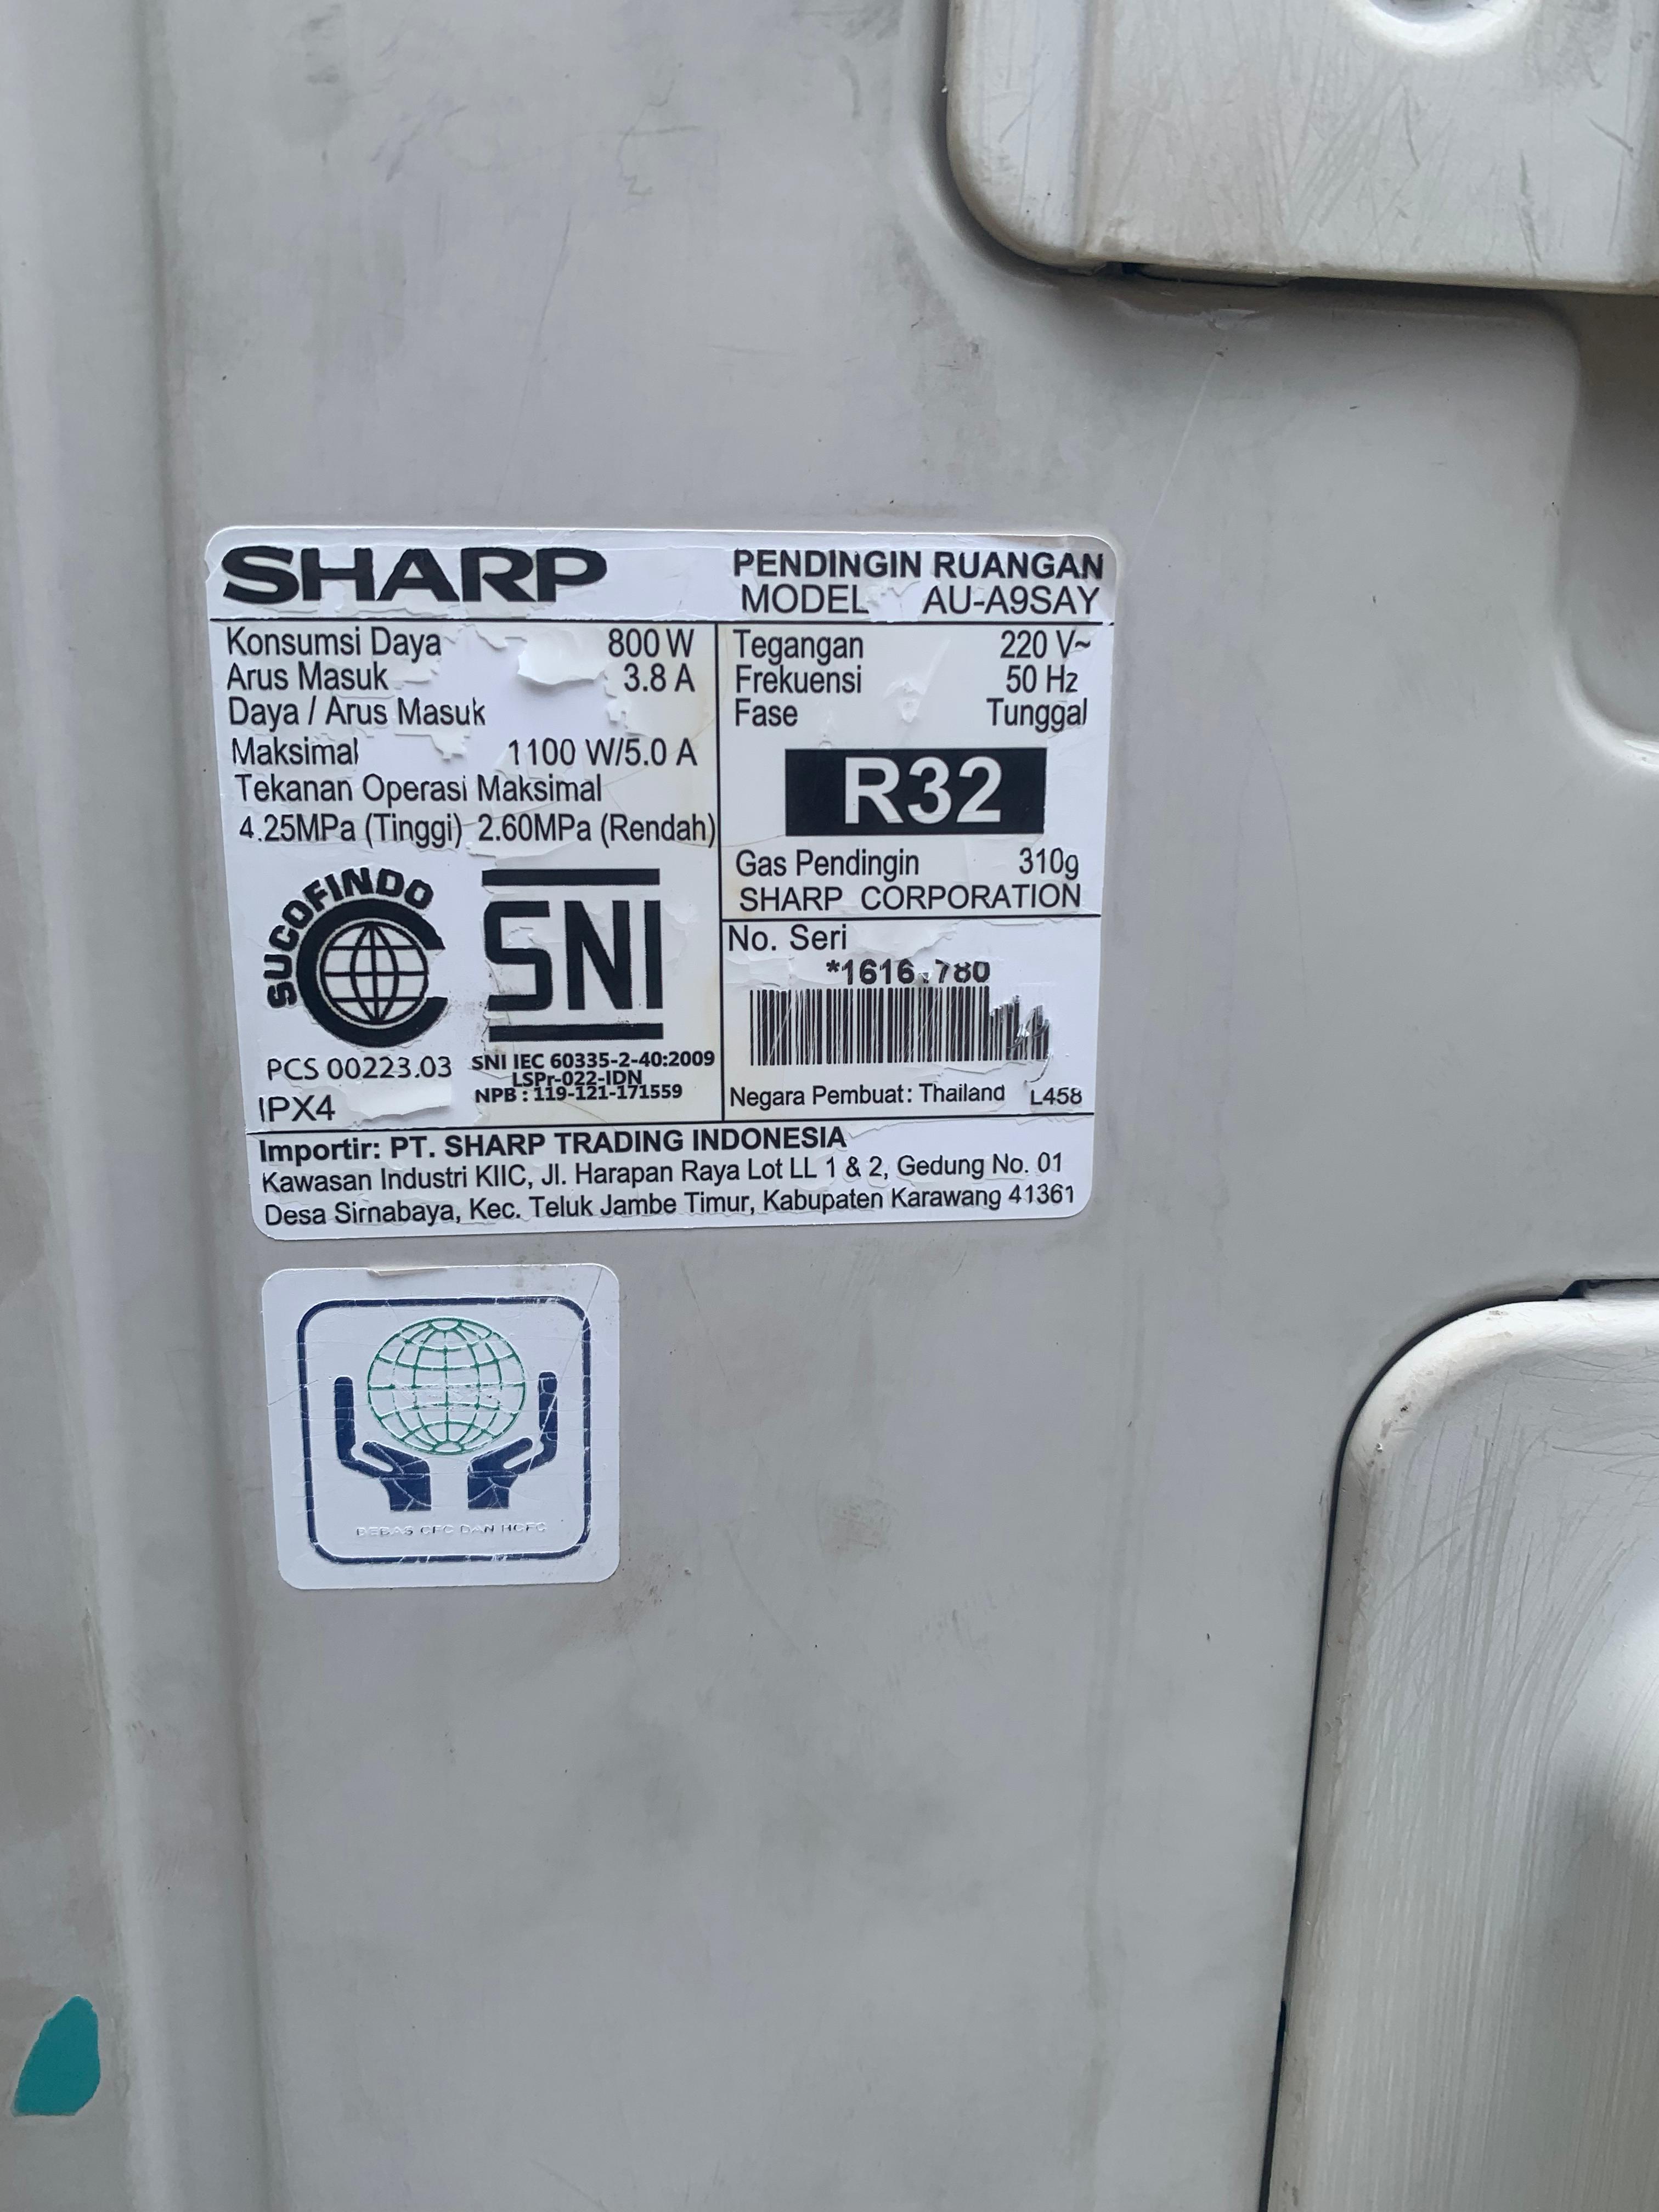 SHARP
PENDINGIN RUANGAN
MODEL AU-A9SAY
Konsumsi Daya 800 W
Arus Masuk 3.8 A
Daya / Arus Masuk
Maksimal 1100 W/5.0 A
Tekanan Operasi Maksimal
4.25MPa (Tinggi) 2.60MPa (Rendah)
SUCOFINDO
SNI
PCS 00223.03
IPX4
SNI IEC 60335-2-40:2009
LSPr-022-IDN
NPB : 119-121-171559
Tegangan 220 V~
Frekuensi 50 Hz
Fase Tunggal
R32
Gas Pendingin 310g
SHARP CORPORATION
No. Seri
Negara Pembuat: Thailand L458
Importir: PT. SHARP TRADING INDONESIA
Kawasan Industri KIIC, Jl. Harapan Raya Lot LL 1 & 2, Gedung No. 01
Desa Sirnabaya, Kec. Teluk Jambe Timur, Kabupaten Karawang 41361
BEBAS CFC DAN HCFC